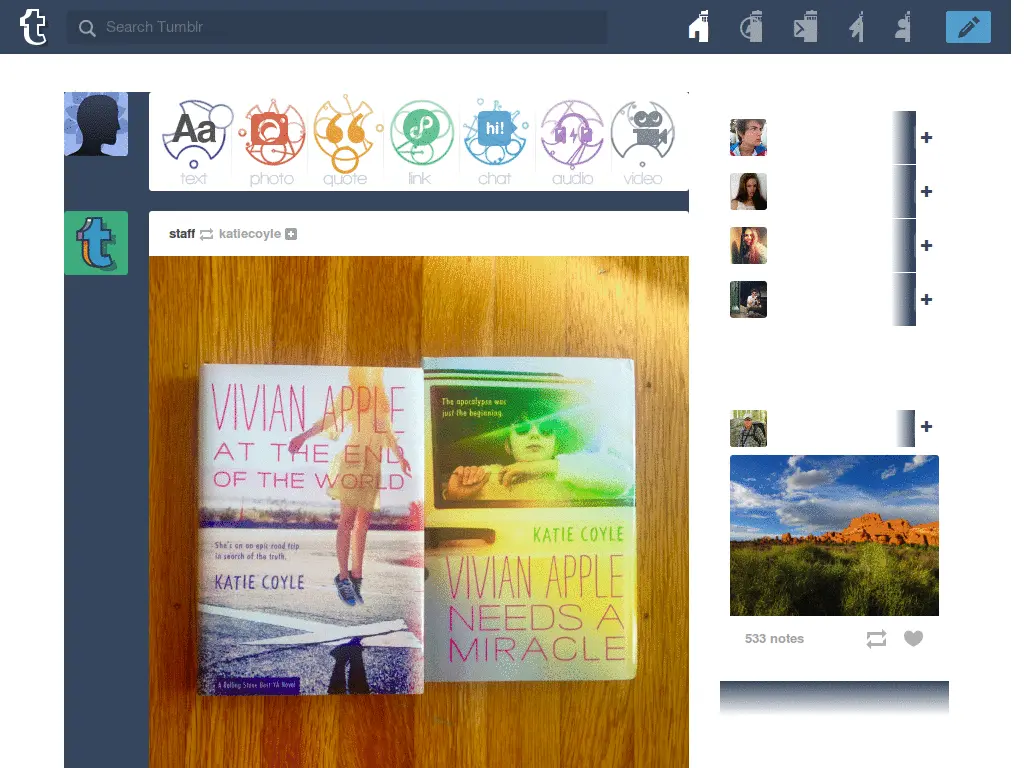 Search Tumblr
Aa
hi!
text photo quote link chat audio video
staff katiecoyle
VIVIAN APPLE
AT THE END
OF THE WORLD
She's on an epic road trip
in search of the truth.
KATIE COYLE
A Rolling Stone Best YA Novel
The apocalypse was
just the beginning.
KATIE COYLE
VIVIAN APPLE
NEEDS A
MIRACLE
533 notes